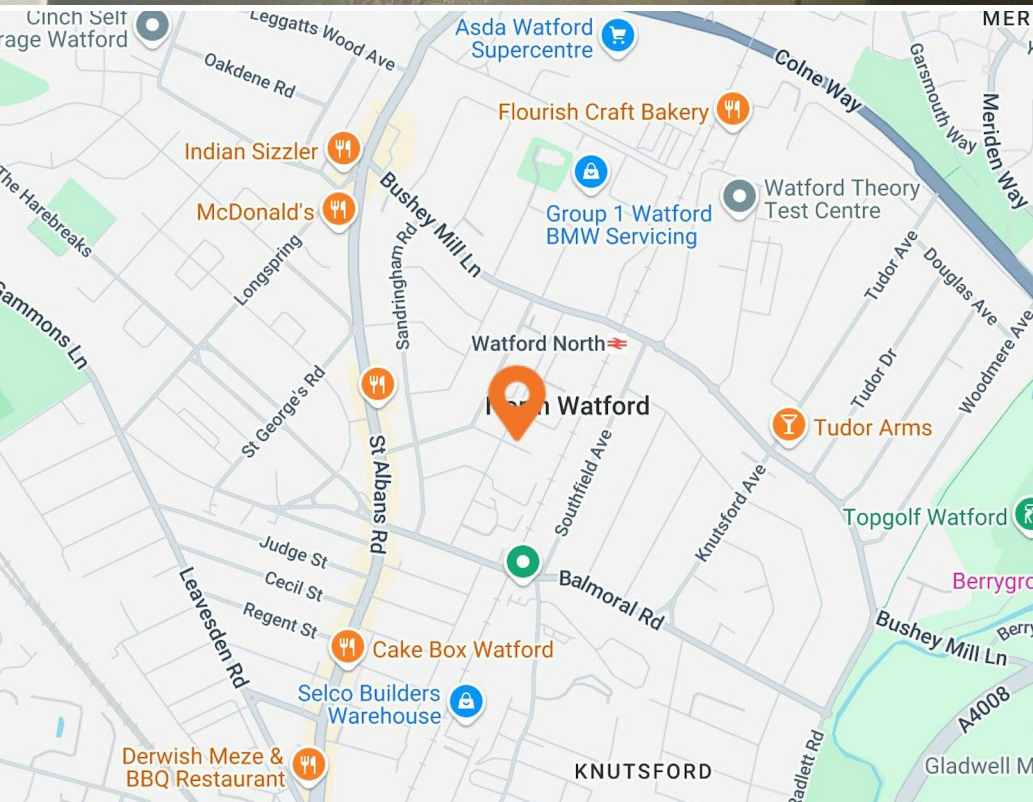 Cinch Self
rage Watford
Leggatts Wood Ave
Oakdene Rd
Asda Watford
Supercentre
MER
Colne Way
Garsmouth Way
Meriden Way
Flourish Craft Bakery
Indian Sizzler
McDonald's
Bushey Mill Ln
Group 1 Watford
BMW Servicing
Watford Theory
Test Centre
The Harebreaks
Longspring
Sandringham Rd
Tudor Ave
Douglas Ave
Gammons Ln
Watford North
Tudor Dr
Woodmere Ave
St George's Rd
Watford
Tudor Arms
St Albans Rd
Southfield Ave
Knutsford Ave
Topgolf Watford
Judge St
Cecil St
Regent St
Balmoral Rd
Berrygro
Leavesden Rd
Bushey Mill Ln
Berry
Cake Box Watford
Selco Builders
Warehouse
A4008
Derwish Meze &
BBQ Restaurant
KNUTSFORD
Radlett Rd
Gladwell M